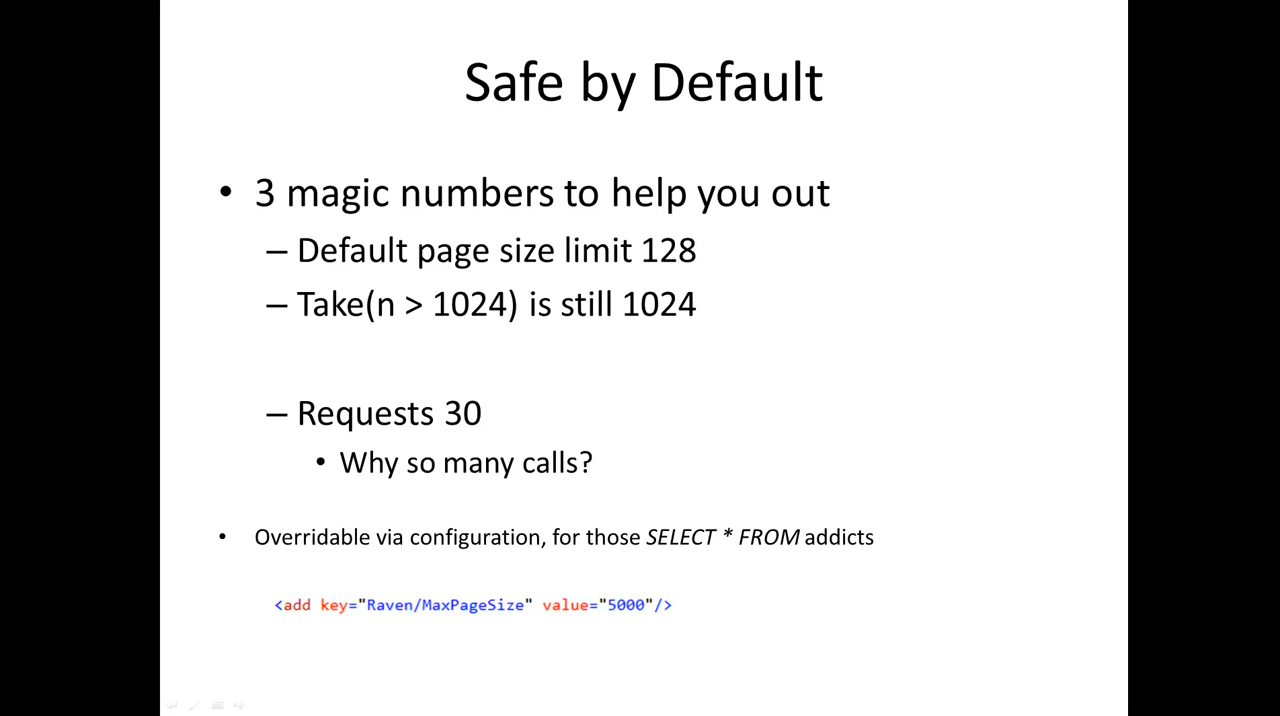 Safe by Default
• 3 magic numbers to help you out
– Default page size limit 128
– Take(n > 1024) is still 1024
– Requests 30
• Why so many calls?
• Overridable via configuration, for those SELECT * FROM addicts
<add key="Raven/MaxPageSize" value="5000"/>